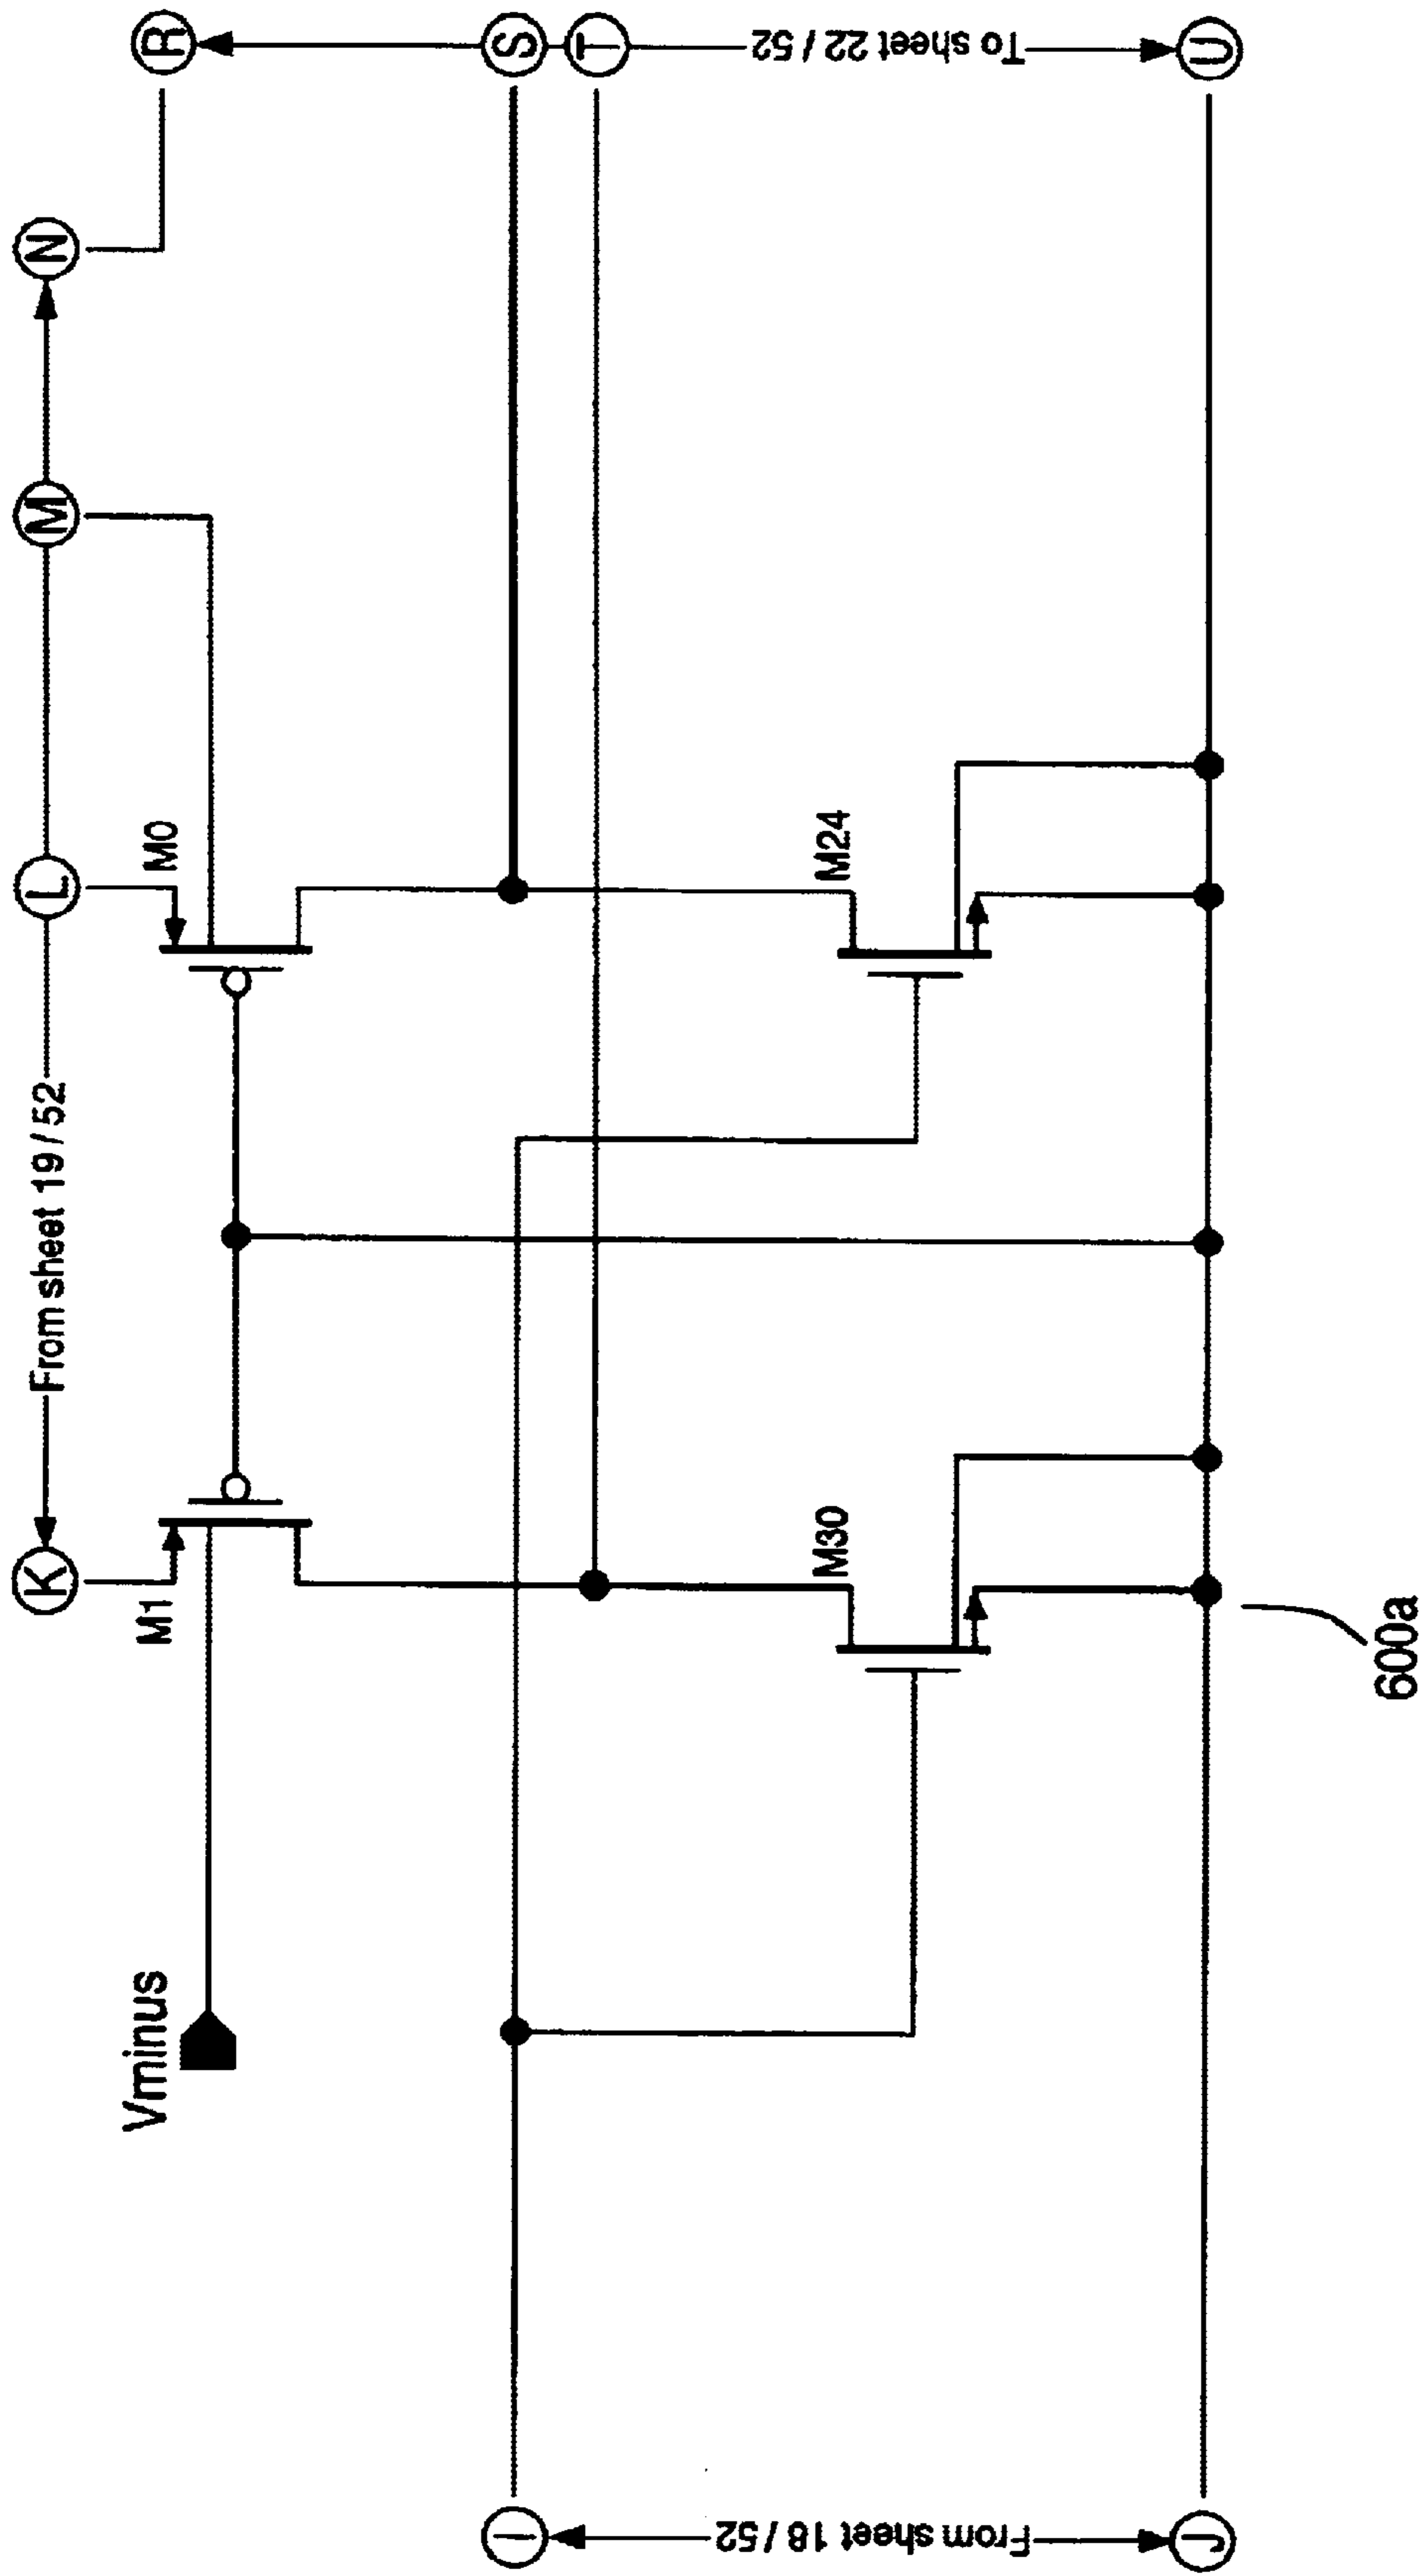 K
From sheet 19 / 52
L
M
N
M1
M0
R
Vminus
I
S
T
From sheet 18 / 52
To sheet 22 / 52
M30
M24
J
U
600a